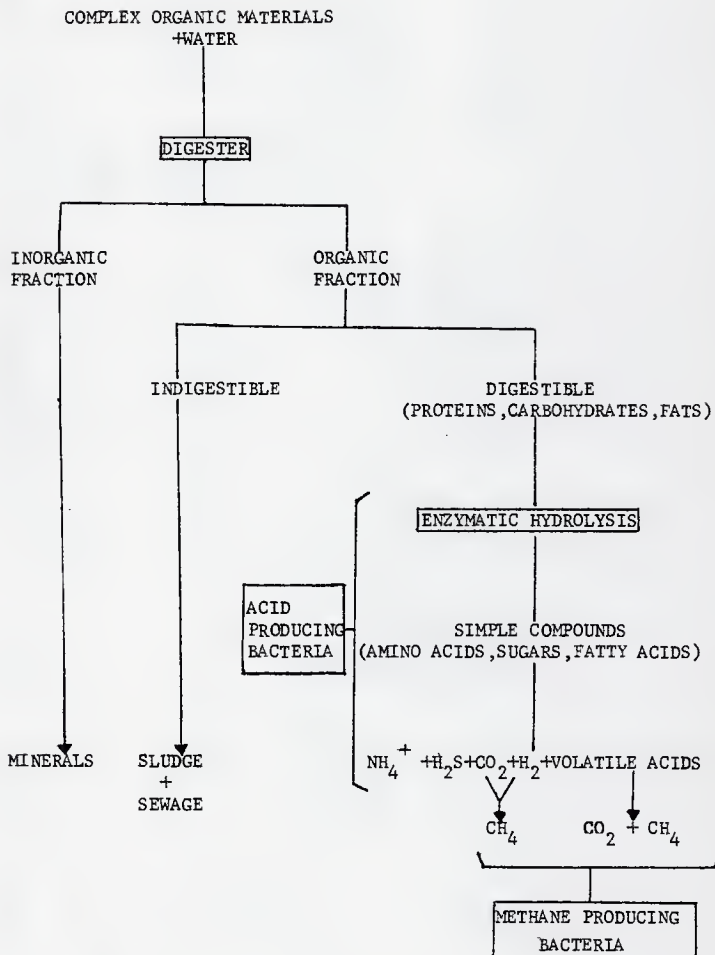 COMPLEX ORGANIC MATERIALS
+WATER
DIGESTER
INORGANIC
FRACTION
ORGANIC
FRACTION
INDIGESTIBLE
DIGESTIBLE
(PROTEINS,CARBOHYDRATES,FATS)
ENZYMATIC HYDROLYSIS
ACID
PRODUCING
BACTERIA
SIMPLE COMPOUNDS
(AMINO ACIDS,SUGARS,FATTY ACIDS)
MINERALS
SLUDGE
+
SEWAGE
NH₄⁺ +H₂S+CO₂+H₂+VOLATILE ACIDS
CH₄
CO₂ + CH₄
METHANE PRODUCING
BACTERIA